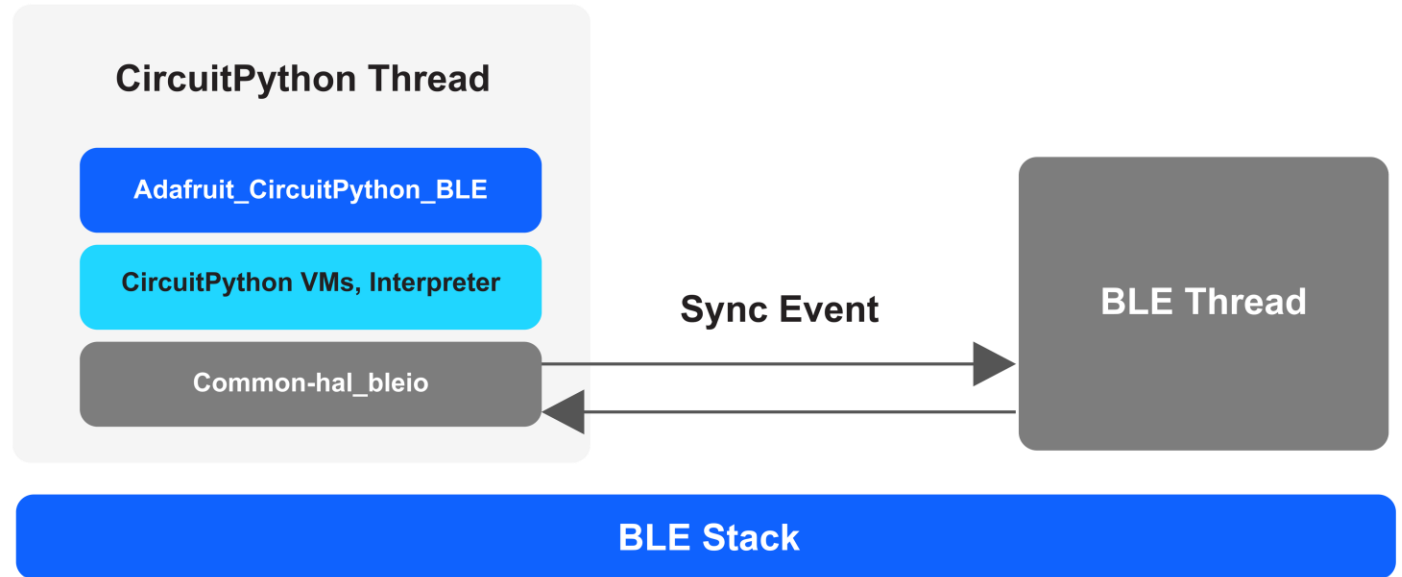 CircuitPython Thread
Adafruit_CircuitPython_BLE
CircuitPython VMs, Interpreter
Common-hal_bleio
Sync Event
BLE Thread
BLE Stack